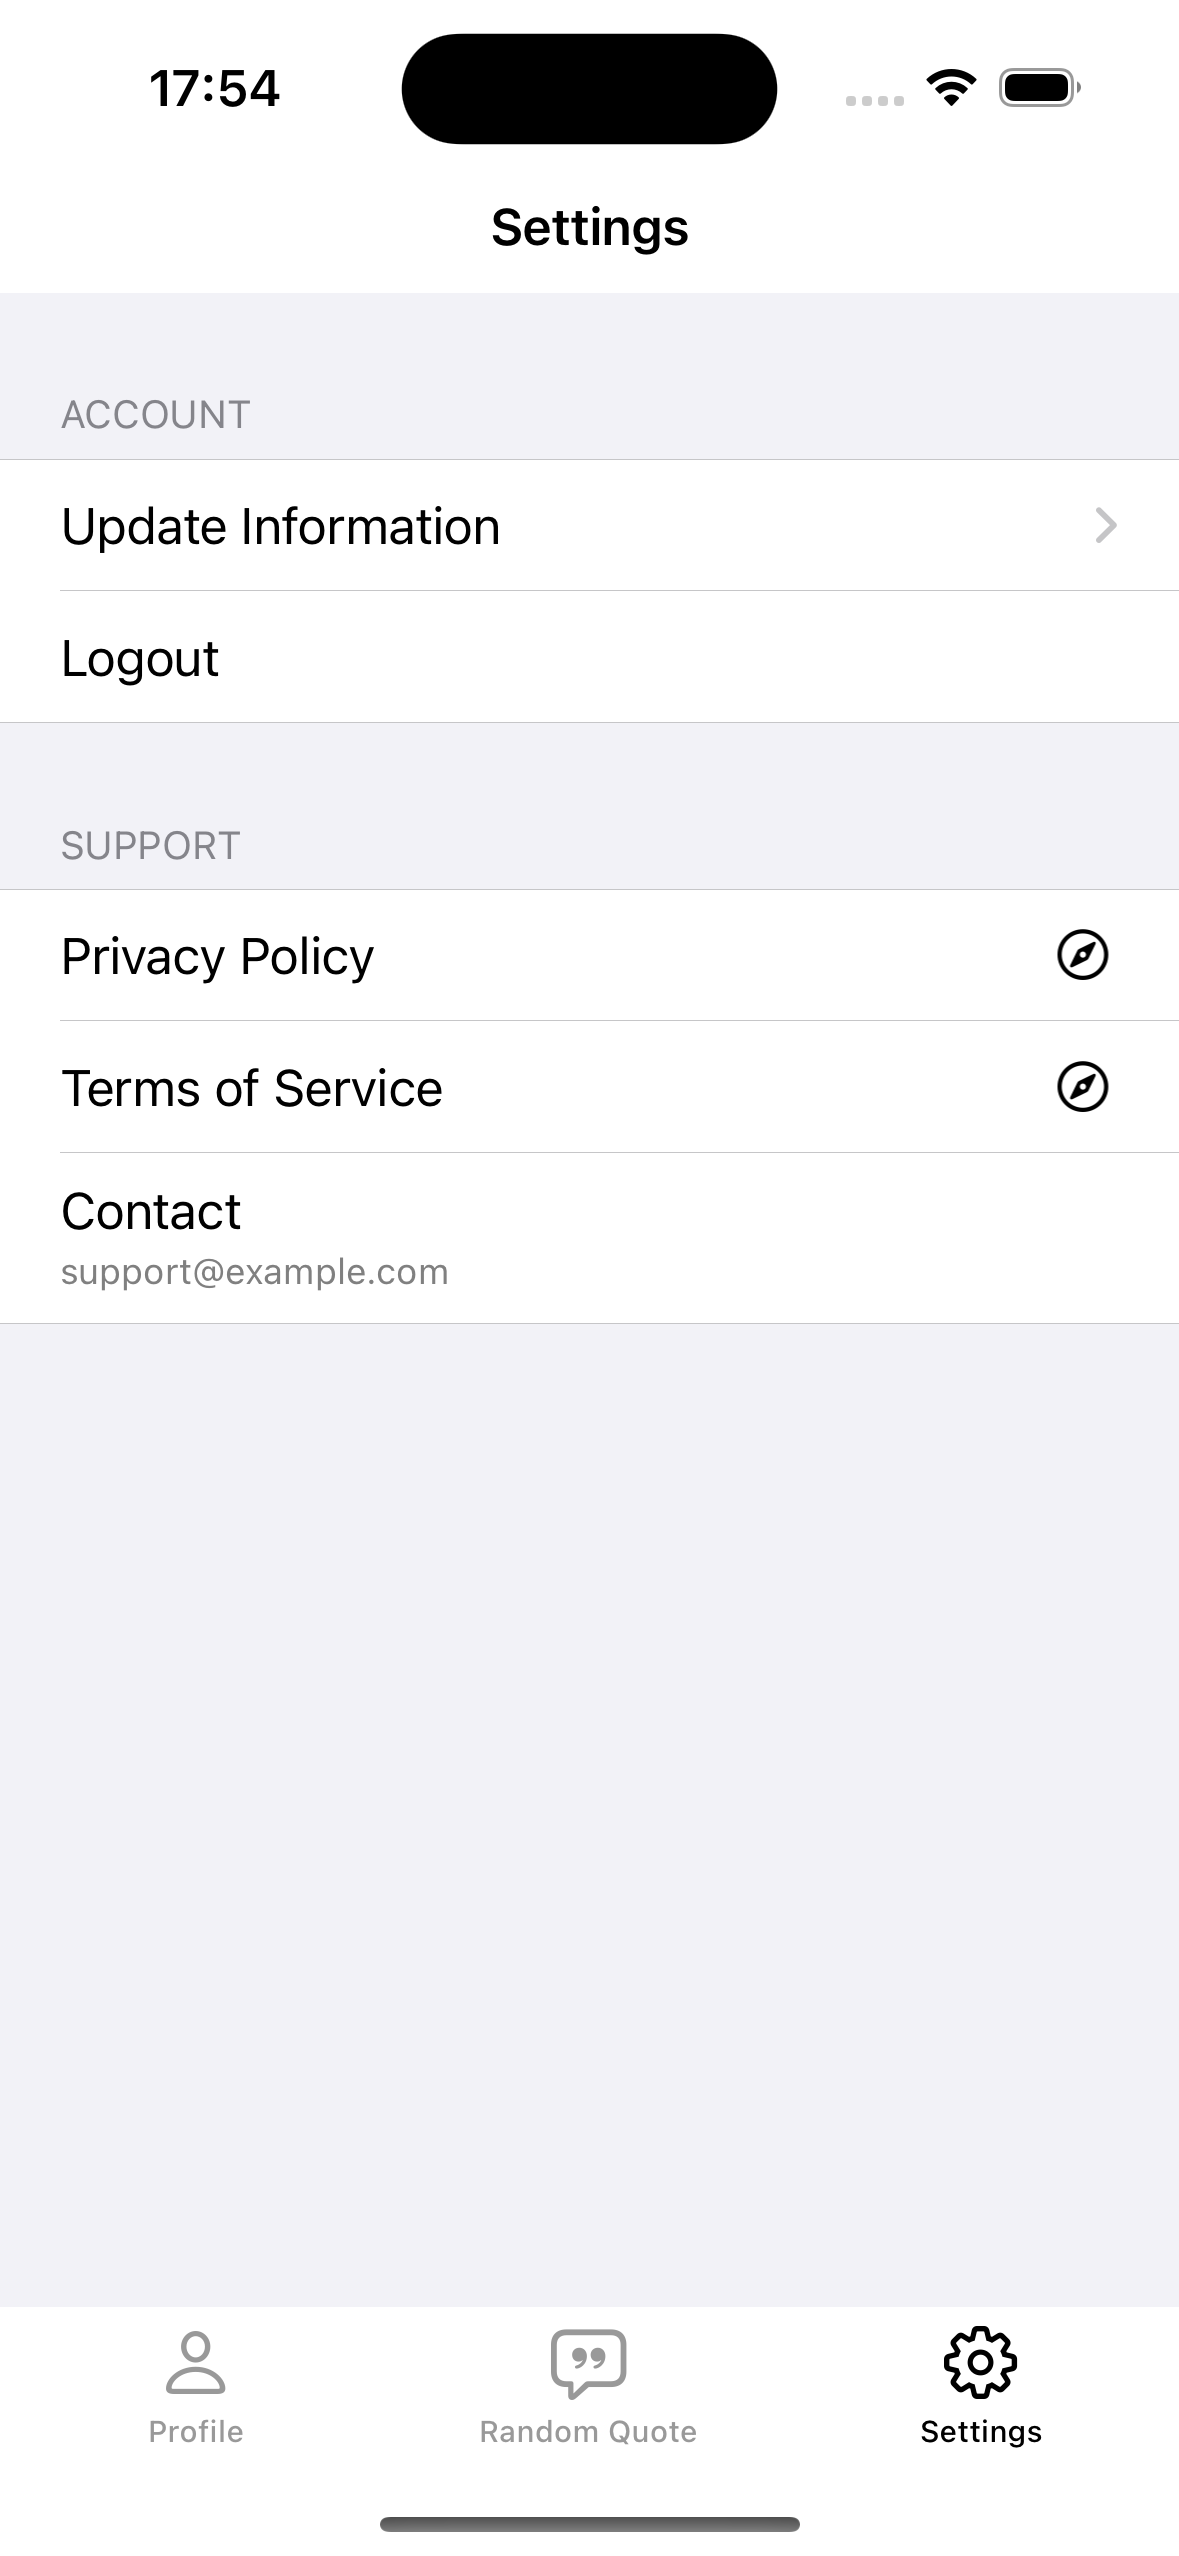 17:54
Settings
ACCOUNT
Update Information
Logout
SUPPORT
Privacy Policy
Terms of Service
Contact
support@example.com
Profile
Random Quote
Settings